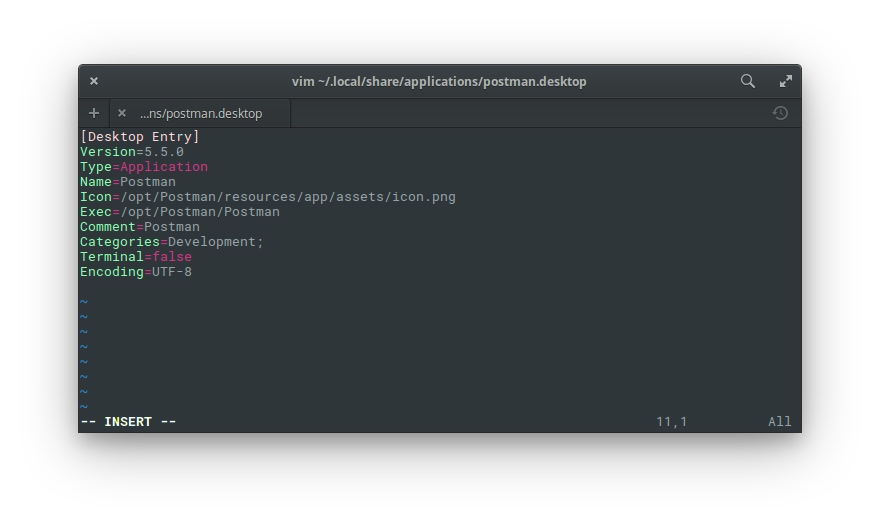 vim ~/.local/share/applications/postman.desktop
...ns/postman.desktop
[Desktop Entry]
Version=5.5.0
Type=Application
Name=Postman
Icon=/opt/Postman/resources/app/assets/icon.png
Exec=/opt/Postman/Postman
Comment=Postman
Categories=Development;
Terminal=false
Encoding=UTF-8
~
~
~
~
~
~
~
~
-- INSERT -- 11,1 All